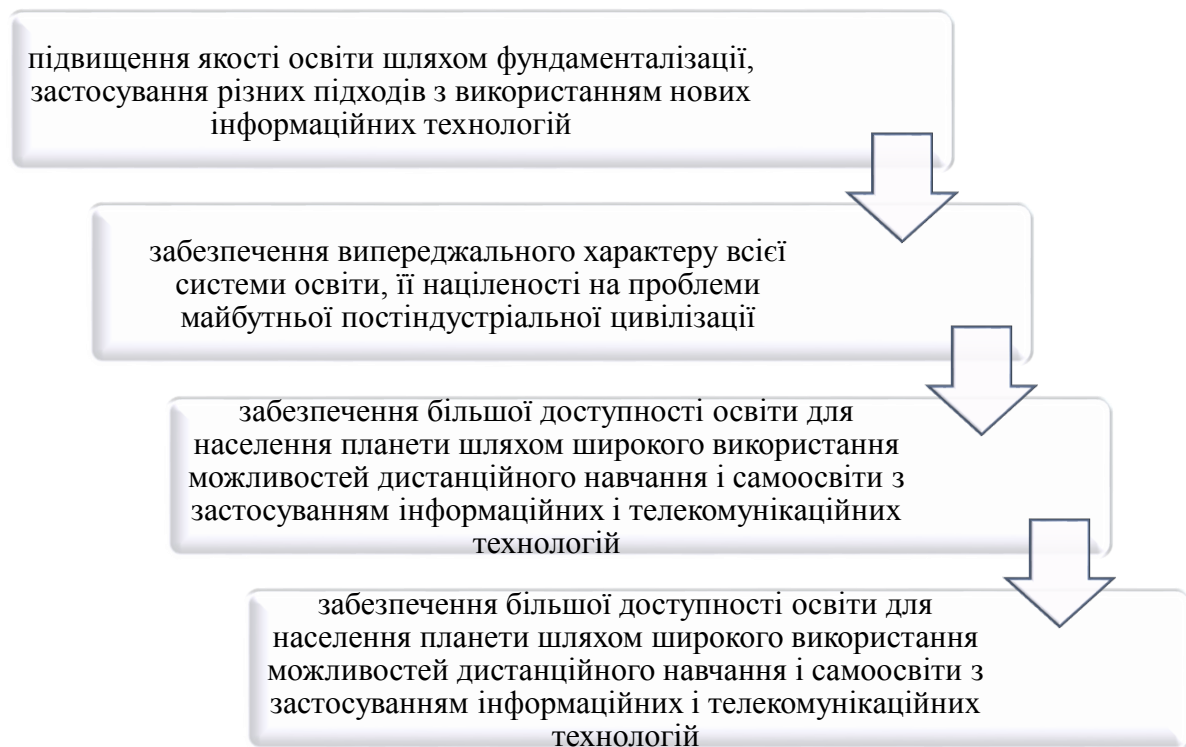 підвищення якості освіти шляхом фундаменталізації,
застосування різних підходів з використанням нових
інформаційних технологій
забезпечення випереджального характеру всієї
системи освіти, її націленості на проблеми
майбутньої постіндустріальної цивілізації
забезпечення більшої доступності освіти для
населення планети шляхом широкого використання
можливостей дистанційного навчання і самоосвіти з
застосуванням інформаційних і телекомунікаційних
технологій
забезпечення більшої доступності освіти для
населення планети шляхом широкого використання
можливостей дистанційного навчання і самоосвіти з
застосуванням інформаційних і телекомунікаційних
технологій